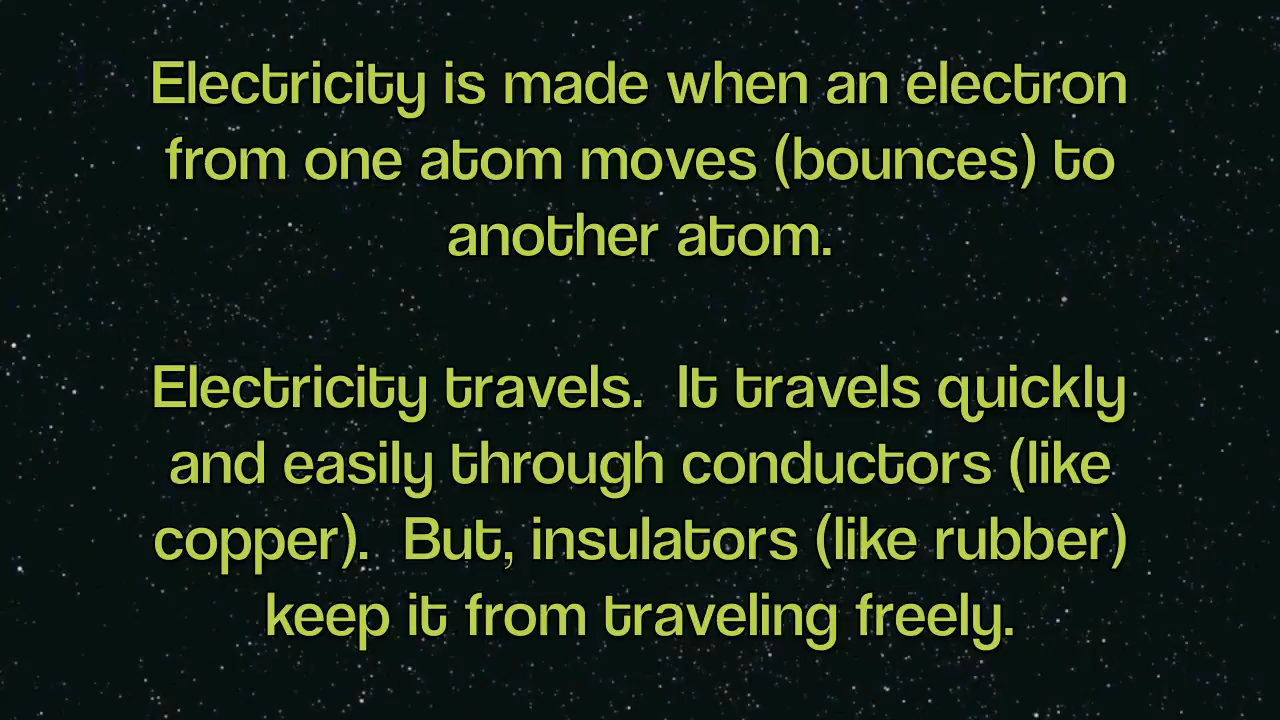 Electricity is made when an electron
from one atom moves (bounces) to
another atom.
Electricity travels.  It travels quickly
and easily through conductors (like
copper).  But, insulators (like rubber)
keep it from traveling freely.